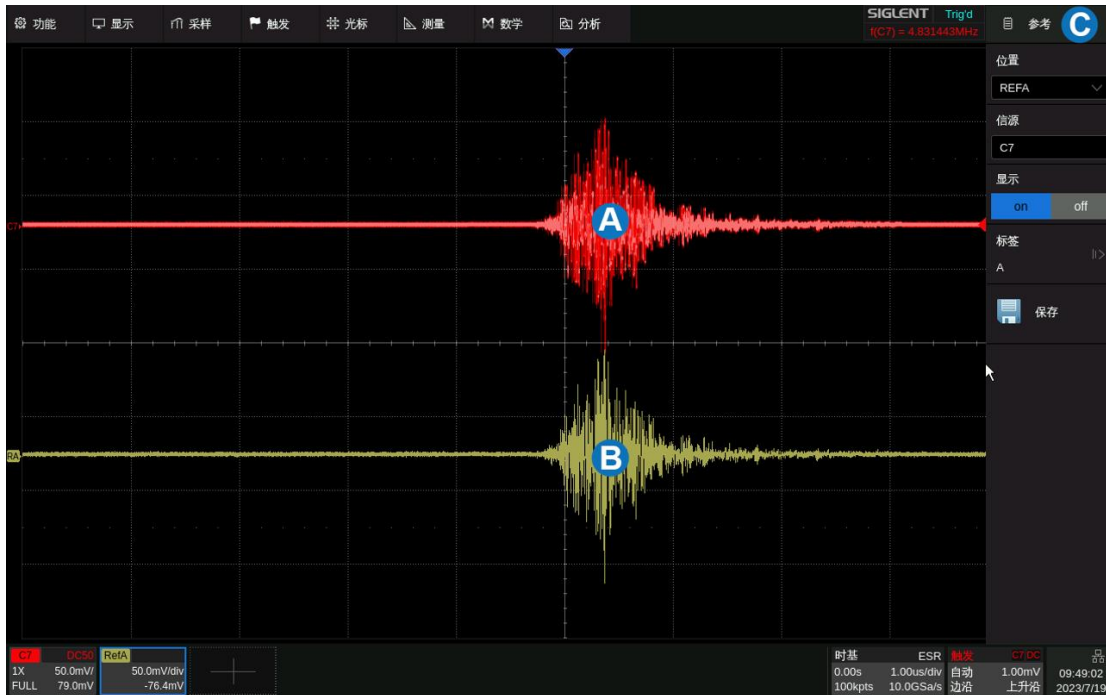 功能 显示 采样 触发 光标 测量 数学 分析
SIGLENT Trig'd
f(C7) = 4.831443MHz
参考 C
位置
REFA
信源
C7
显示
on off
标签
A
保存
C7
A
RA
B
C7 DC50
1X 50.0mV/
FULL 79.0mV
RefA
50.0mV/div
-76.4mV
时基 ESR
0.00s 1.00us/div
100kpts 10.0GSa/s
触发 C7 DC
自动 1.00mV
边沿 上升沿
09:49:02
2023/7/19